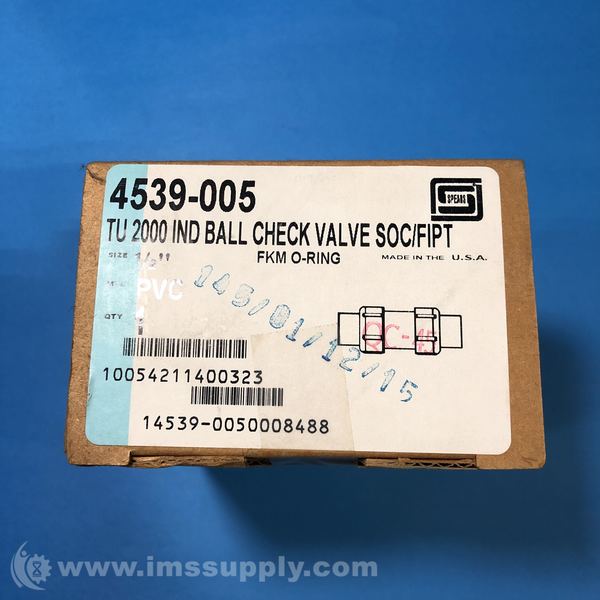 4539-005
SPEARS
TU 2000 IND BALL CHECK VALVE SOC/FIPT
SIZE 1/2"
FKM O-RING
MADE IN THE U.S.A.
PVC
145/01/12/15
QTY 1
QC-45
10054211400323
14539-0050008488
www.imssupply.com